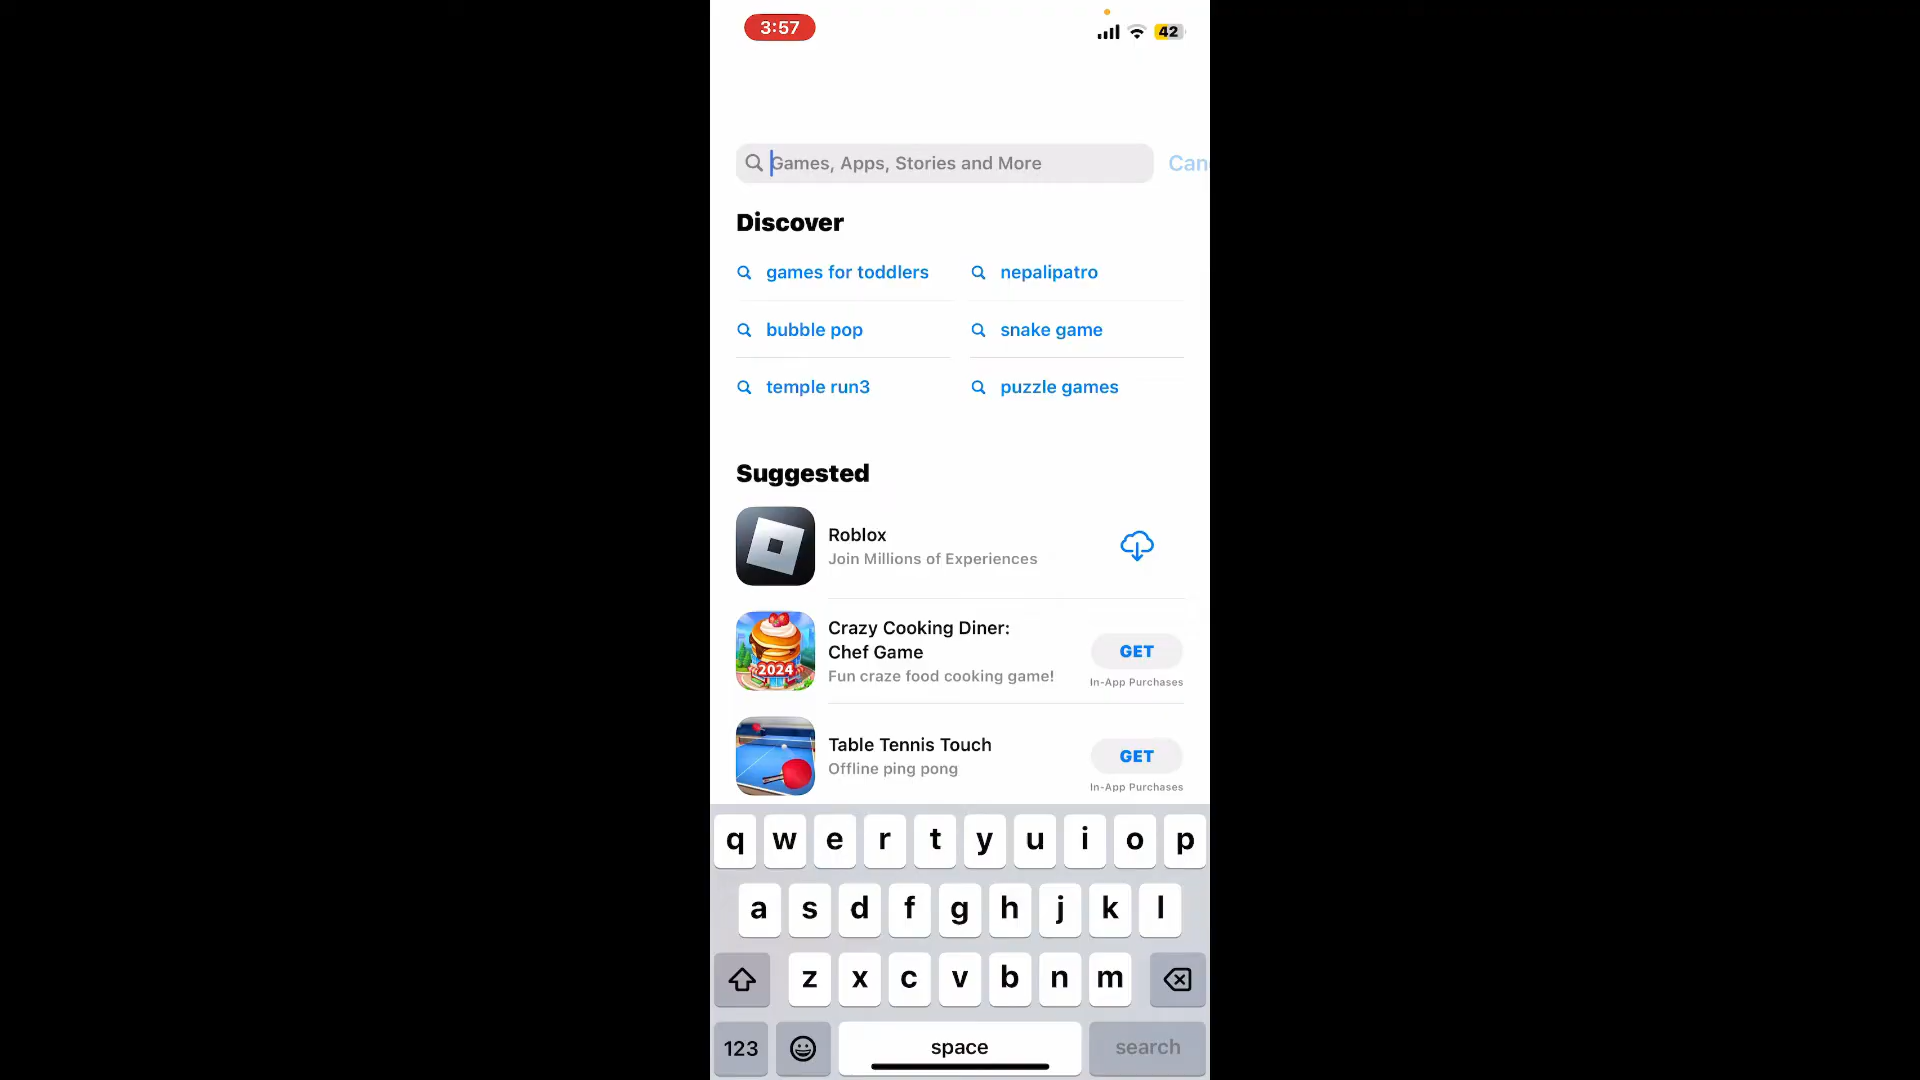 3:57
42
Games, Apps, Stories and More
Can
Discover
games for toddlers
nepalipatro
bubble pop
snake game
temple run3
puzzle games
Suggested
Roblox
Join Millions of Experiences
Crazy Cooking Diner:
Chef Game
Fun craze food cooking game!
GET
In-App Purchases
2024
Table Tennis Touch
Offline ping pong
GET
In-App Purchases
q w e r t y u i o p
a s d f g h j k l
z x c v b n m
123
space
search